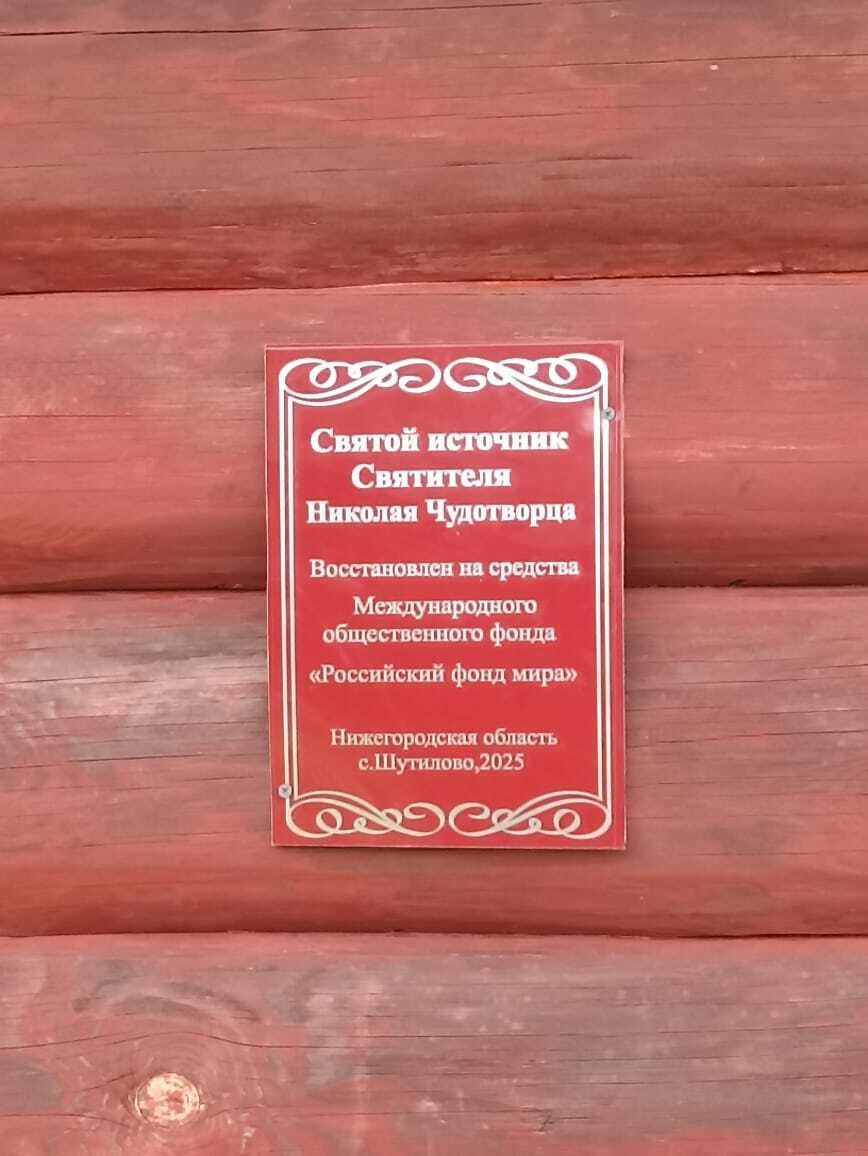 Святой источник
Святителя
Николая Чудотворца
Восстановлен на средства
Международного
общественного фонда
«Российский фонд мира»
Нижегородская область
с.Шутилово,2025